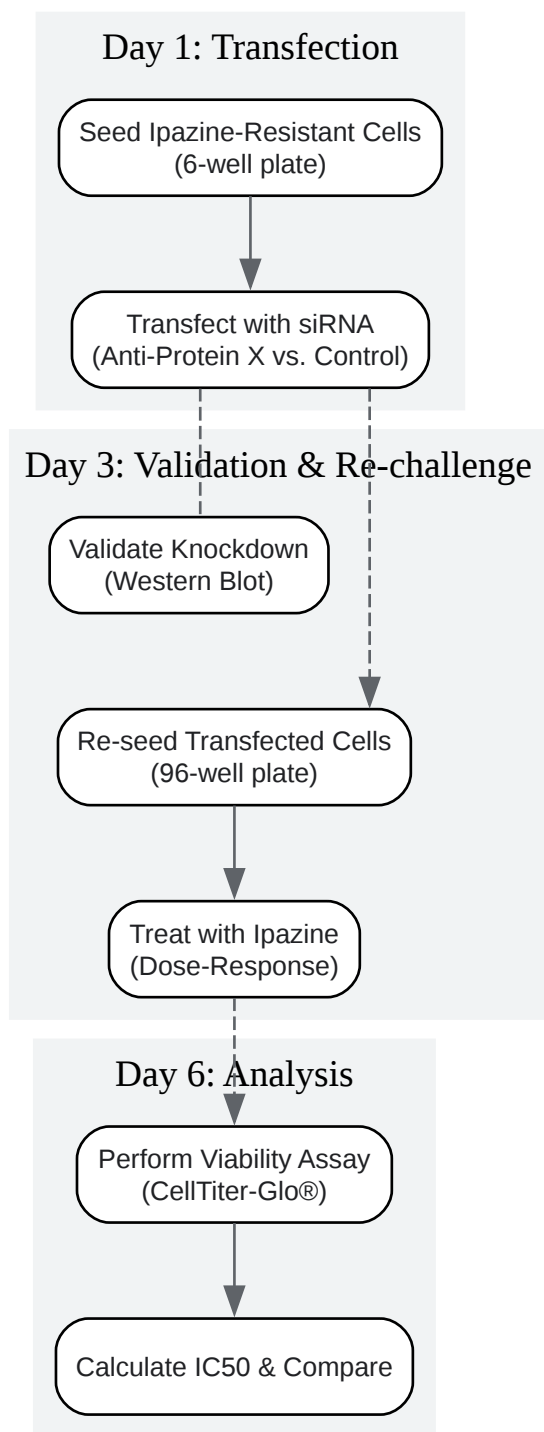 Day 1: Transfection
Seed Ipazine-Resistant Cells
(6-well plate)
Transfect with siRNA
(Anti-Protein X vs. Control)
Day 3: Validation & Re-challenge
Validate Knockdown
(Western Blot)
Re-seed Transfected Cells
(96-well plate)
Treat with Ipazine
(Dose-Response)
Day 6: Analysis
Perform Viability Assay
(CellTiter-Glo®)
Calculate IC50 & Compare